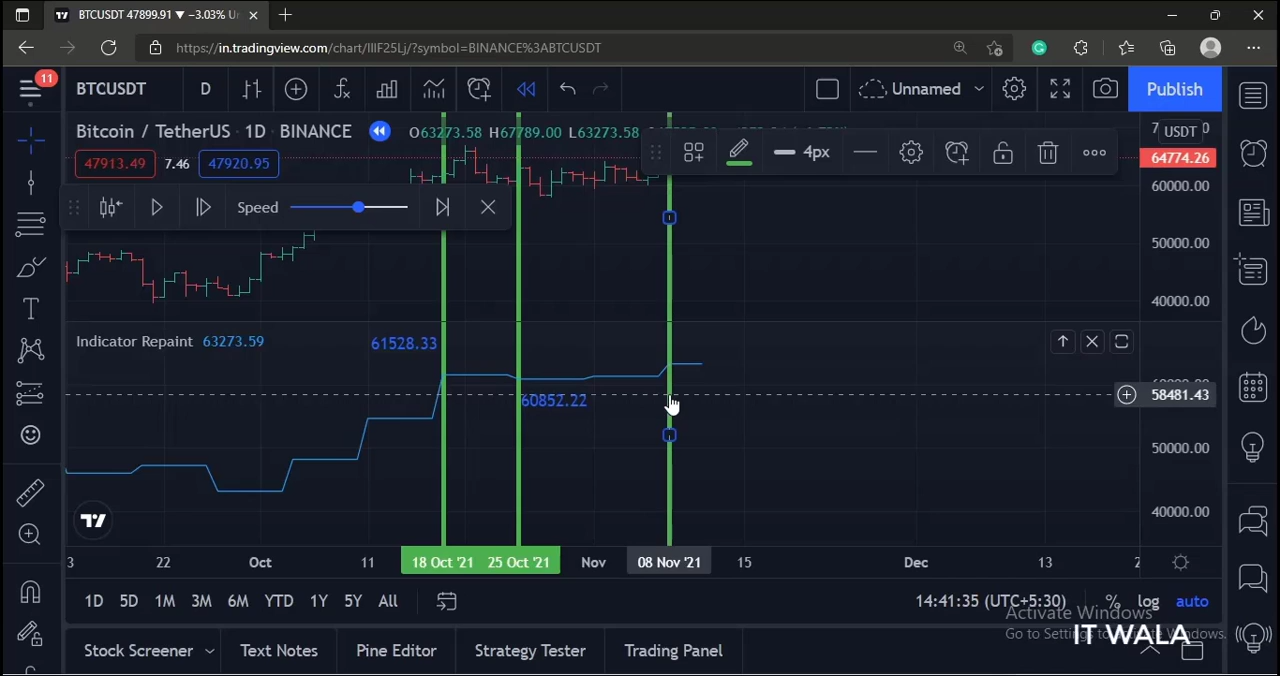 BTCUSDT 47899.91 ▼ −3.03% Un
https://in.tradingview.com/chart/IIIF25Lj/?symbol=BINANCE%3ABTCUSDT
11
BTCUSDT D Unnamed Publish
Bitcoin / TetherUS 1D BINANCE O63273.58 H67789.00 L63273.58
USDT
47913.49 7.46 47920.95 4px 64774.26
60000.00
Speed
50000.00
40000.00
Indicator Repaint 63273.59 61528.33
60852.22 58481.43
50000.00
40000.00
3 22 Oct 11 18 Oct '21 25 Oct '21 Nov 08 Nov '21 15 Dec 13 2
1D 5D 1M 3M 6M YTD 1Y 5Y All 14:41:35 (UTC+5:30) % log auto
Activate Windows
Go to Settings to activate Windows.
IT WALA
Stock Screener Text Notes Pine Editor Strategy Tester Trading Panel